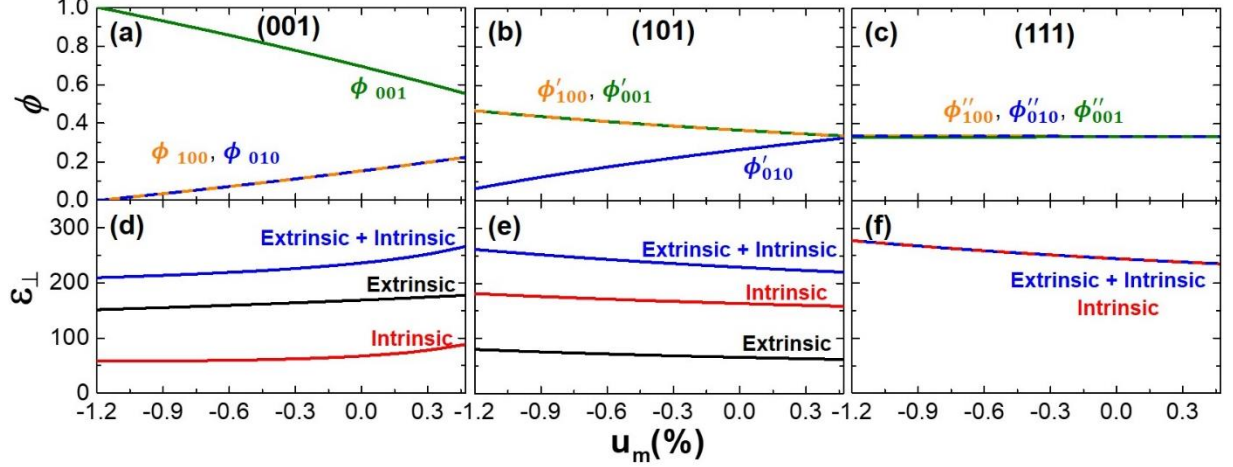 (a) (001) (b) (101) (c) (111)
1.0
0.8
0.6
0.4
0.2
0.0
ϕ
ϕ 001
ϕ 100, ϕ 010
ϕ′100, ϕ′001
ϕ′010
ϕ′′100, ϕ′′010, ϕ′′001
(d) (e) (f)
300
200
100
0
ε⊥
Extrinsic + Intrinsic
Extrinsic
Intrinsic
Extrinsic + Intrinsic
Intrinsic
Extrinsic
Extrinsic + Intrinsic
Intrinsic
-1.2 -0.9 -0.6 -0.3 0.0 0.3 -1.2 -0.9 -0.6 -0.3 0.0 0.3 -1.2 -0.9 -0.6 -0.3 0.0 0.3
um(%)